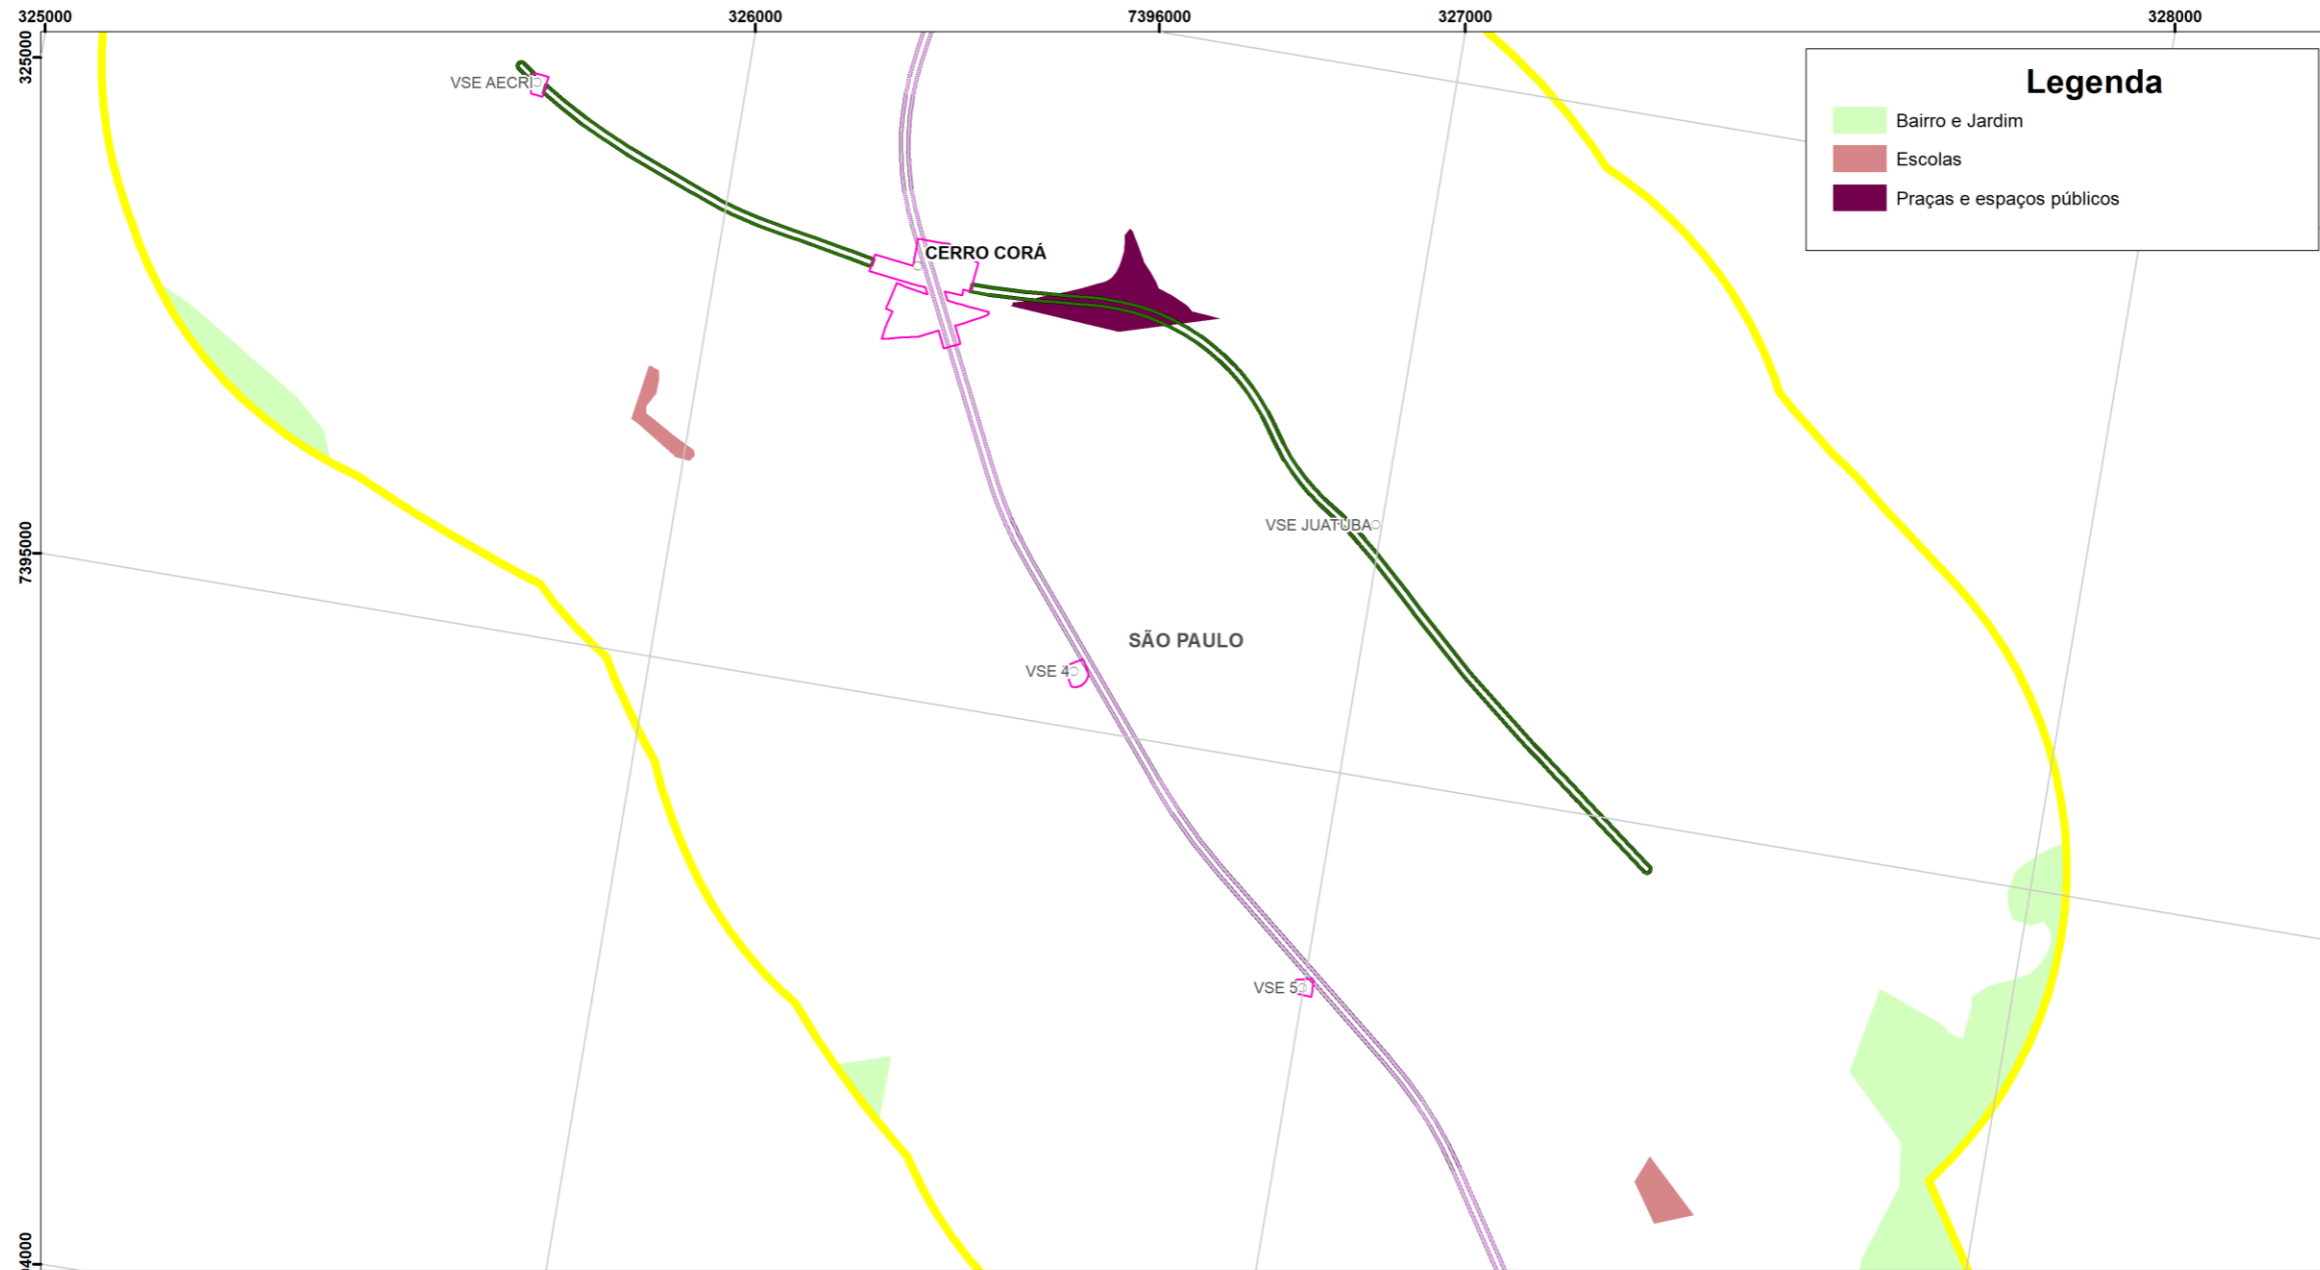 325000
326000
7396000
327000
328000
325000
Legenda
Bairro e Jardim
Escolas
Praças e espaços públicos
VSE AECRI
CERRO CORÁ
7395000
VSE JUATUBA
SÃO PAULO
VSE 4
VSE 5